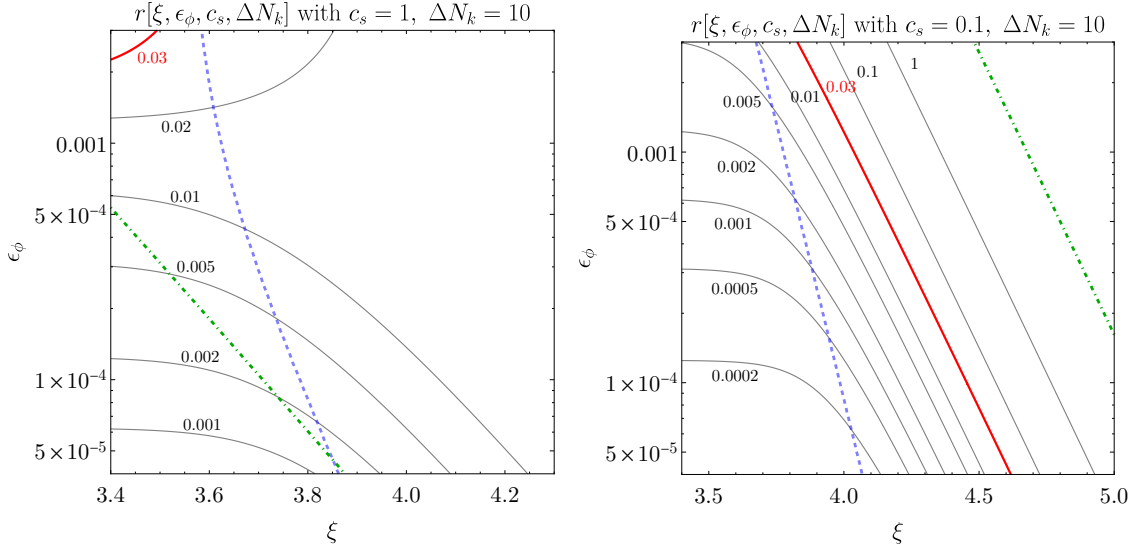 r[ξ, ϵ_ϕ, c_s, ΔN_k] with c_s = 1, ΔN_k = 10
0.03
0.02
0.01
0.005
0.002
0.001
0.001
5 × 10⁻⁴
1 × 10⁻⁴
5 × 10⁻⁵
ϵ_ϕ
3.4 3.6 3.8 4.0 4.2
ξ
r[ξ, ϵ_ϕ, c_s, ΔN_k] with c_s = 0.1, ΔN_k = 10
1
0.1
0.03
0.01
0.005
0.002
0.001
0.0005
0.0002
0.001
5 × 10⁻⁴
1 × 10⁻⁴
5 × 10⁻⁵
ϵ_ϕ
3.5 4.0 4.5 5.0
ξ